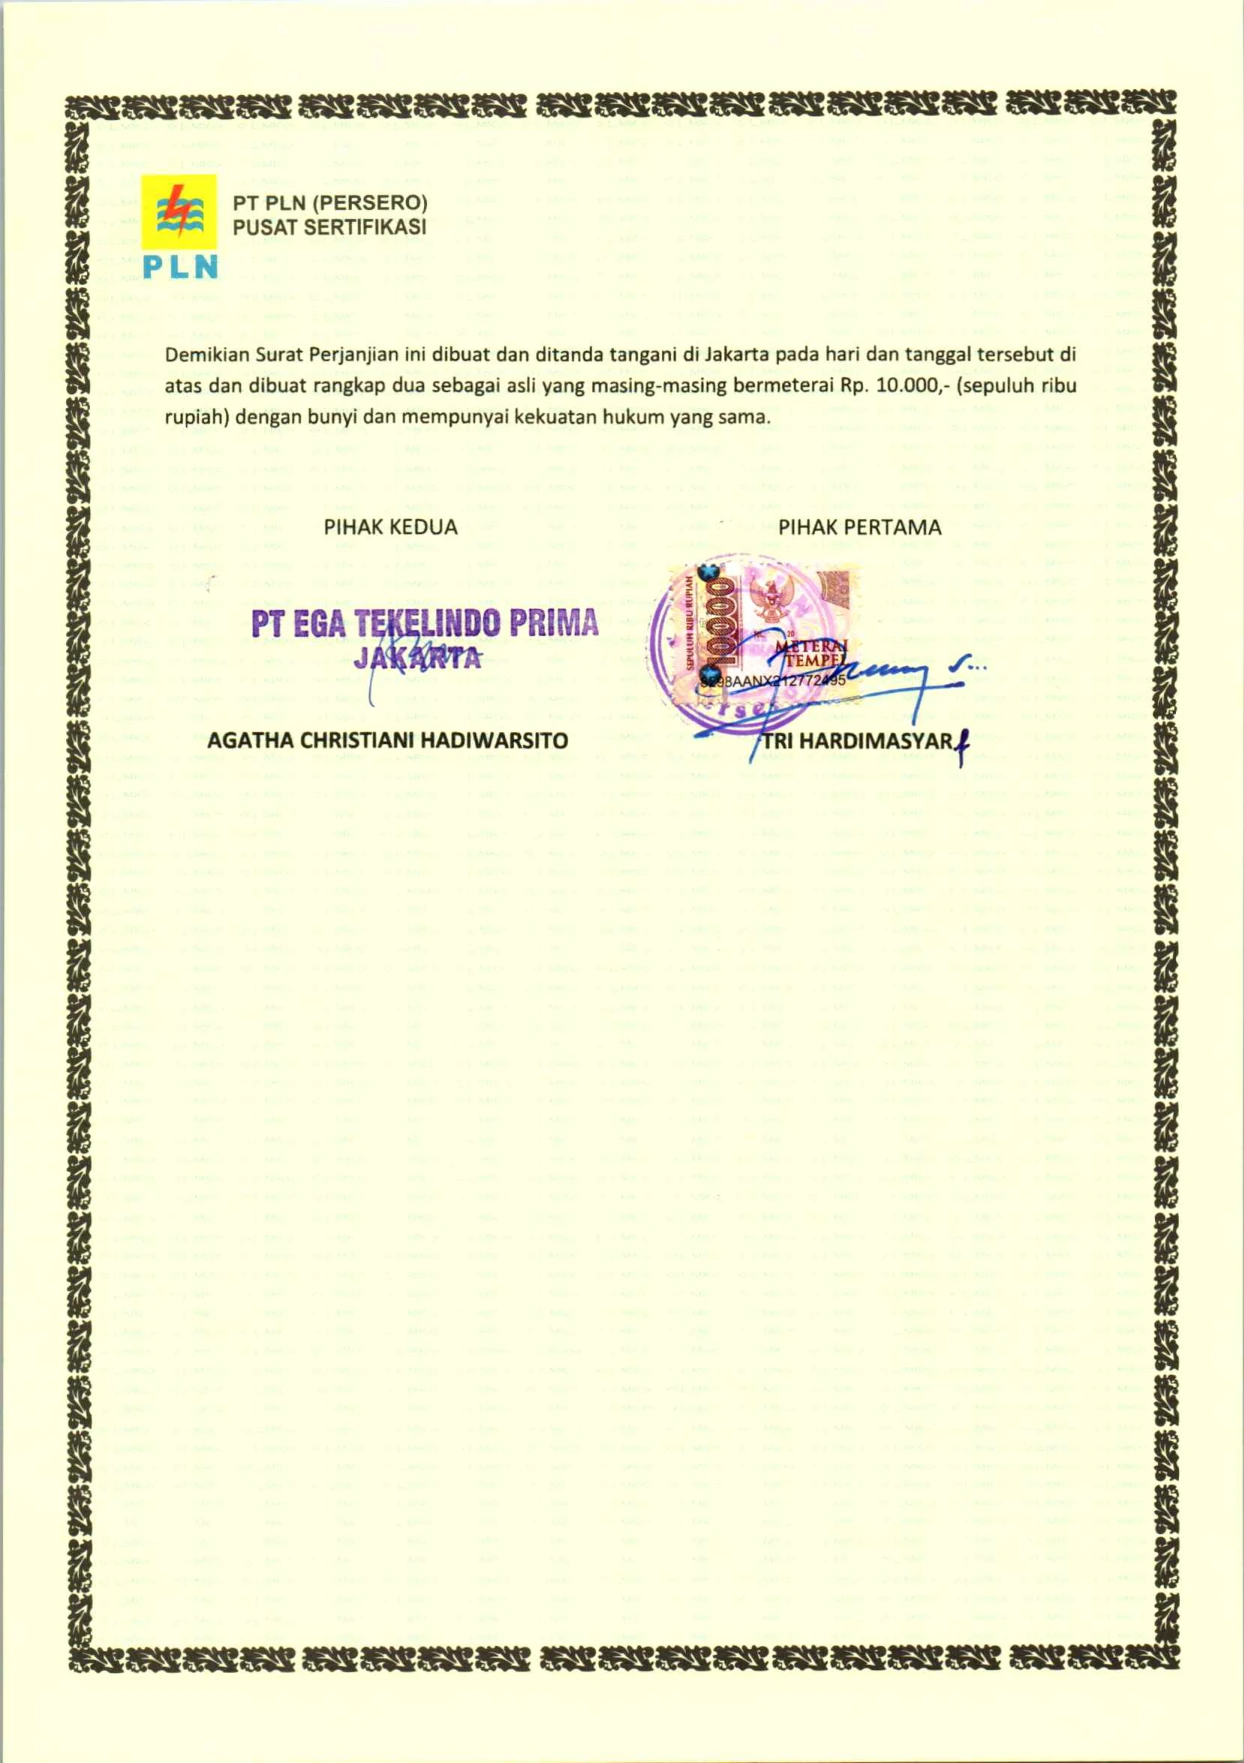 PT PLN (PERSERO)
PUSAT SERTIFIKASI
PLN
Demikian Surat Perjanjian ini dibuat dan ditanda tangani di Jakarta pada hari dan tanggal tersebut di
atas dan dibuat rangkap dua sebagai asli yang masing-masing bermeterai Rp. 10.000,- (sepuluh ribu
rupiah) dengan bunyi dan mempunyai kekuatan hukum yang sama.
PIHAK KEDUA
PIHAK PERTAMA
PT EGA TEKELINDO PRIMA
JAKARTA
SEPULUH RIBU RUPIAH
10000
20
METERAI
TEMPEL
AANX212772495
AGATHA CHRISTIANI HADIWARSITO
TRI HARDIMASYAR